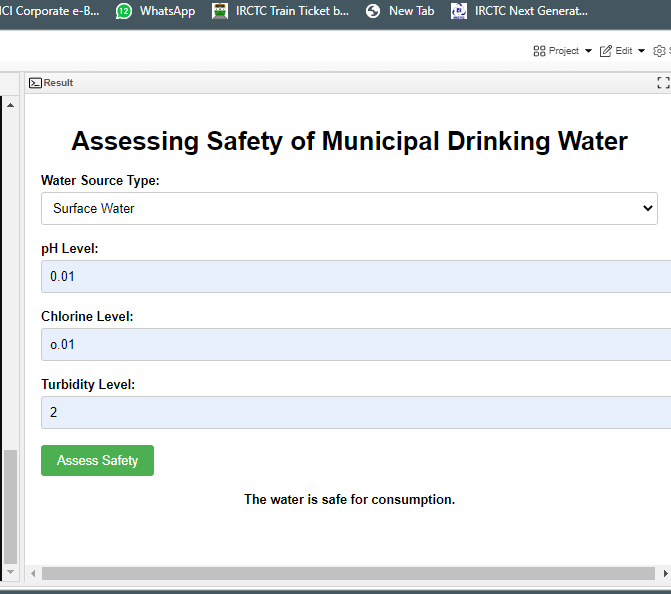 ICI Corporate e-B... WhatsApp IRCTC Train Ticket b... New Tab IRCTC Next Generat...
Project Edit
Result
Assessing Safety of Municipal Drinking Water
Water Source Type:
Surface Water
pH Level:
0.01
Chlorine Level:
o.01
Turbidity Level:
2
Assess Safety
The water is safe for consumption.